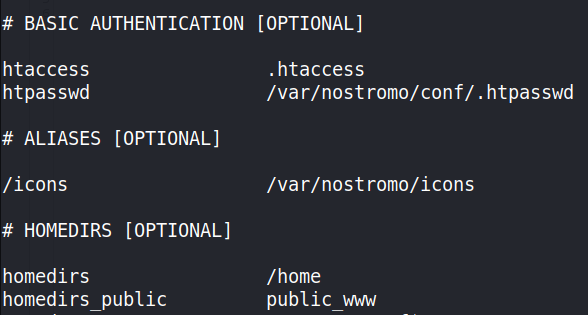 # BASIC AUTHENTICATION [OPTIONAL]
htaccess .htaccess
htpasswd /var/nostromo/conf/.htpasswd
# ALIASES [OPTIONAL]
/icons /var/nostromo/icons
# HOMEDIRS [OPTIONAL]
homedirs /home
homedirs_public public_www